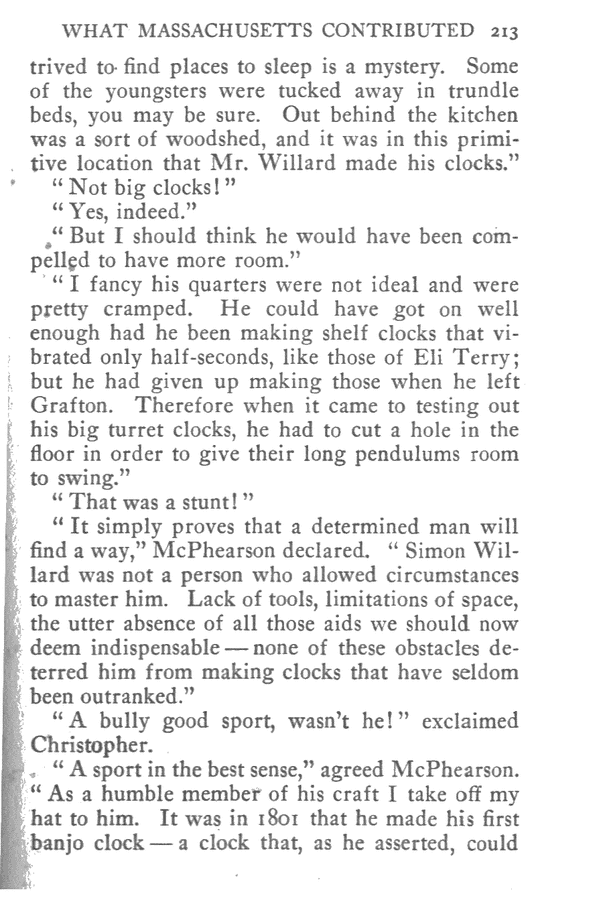 WHAT MASSACHUSETTS CONTRIBUTED 213
trived to find places to sleep is a mystery. Some
of the youngsters were tucked away in trundle
beds, you may be sure. Out behind the kitchen
was a sort of woodshed, and it was in this primi-
tive location that Mr. Willard made his clocks.”
“ Not big clocks! ”
“ Yes, indeed.”
“ But I should think he would have been com-
pelled to have more room.”
“ I fancy his quarters were not ideal and were
pretty cramped. He could have got on well
enough had he been making shelf clocks that vi-
brated only half-seconds, like those of Eli Terry;
but he had given up making those when he left
Grafton. Therefore when it came to testing out
his big turret clocks, he had to cut a hole in the
floor in order to give their long pendulums room
to swing.”
“ That was a stunt! ”
“ It simply proves that a determined man will
find a way,” McPhearson declared. “ Simon Wil-
lard was not a person who allowed circumstances
to master him. Lack of tools, limitations of space,
the utter absence of all those aids we should now
deem indispensable — none of these obstacles de-
terred him from making clocks that have seldom
been outranked.”
“ A bully good sport, wasn't he! ” exclaimed
Christopher.
“ A sport in the best sense,” agreed McPhearson.
“ As a humble member of his craft I take off my
hat to him. It was in 1801 that he made his first
banjo clock — a clock that, as he asserted, could